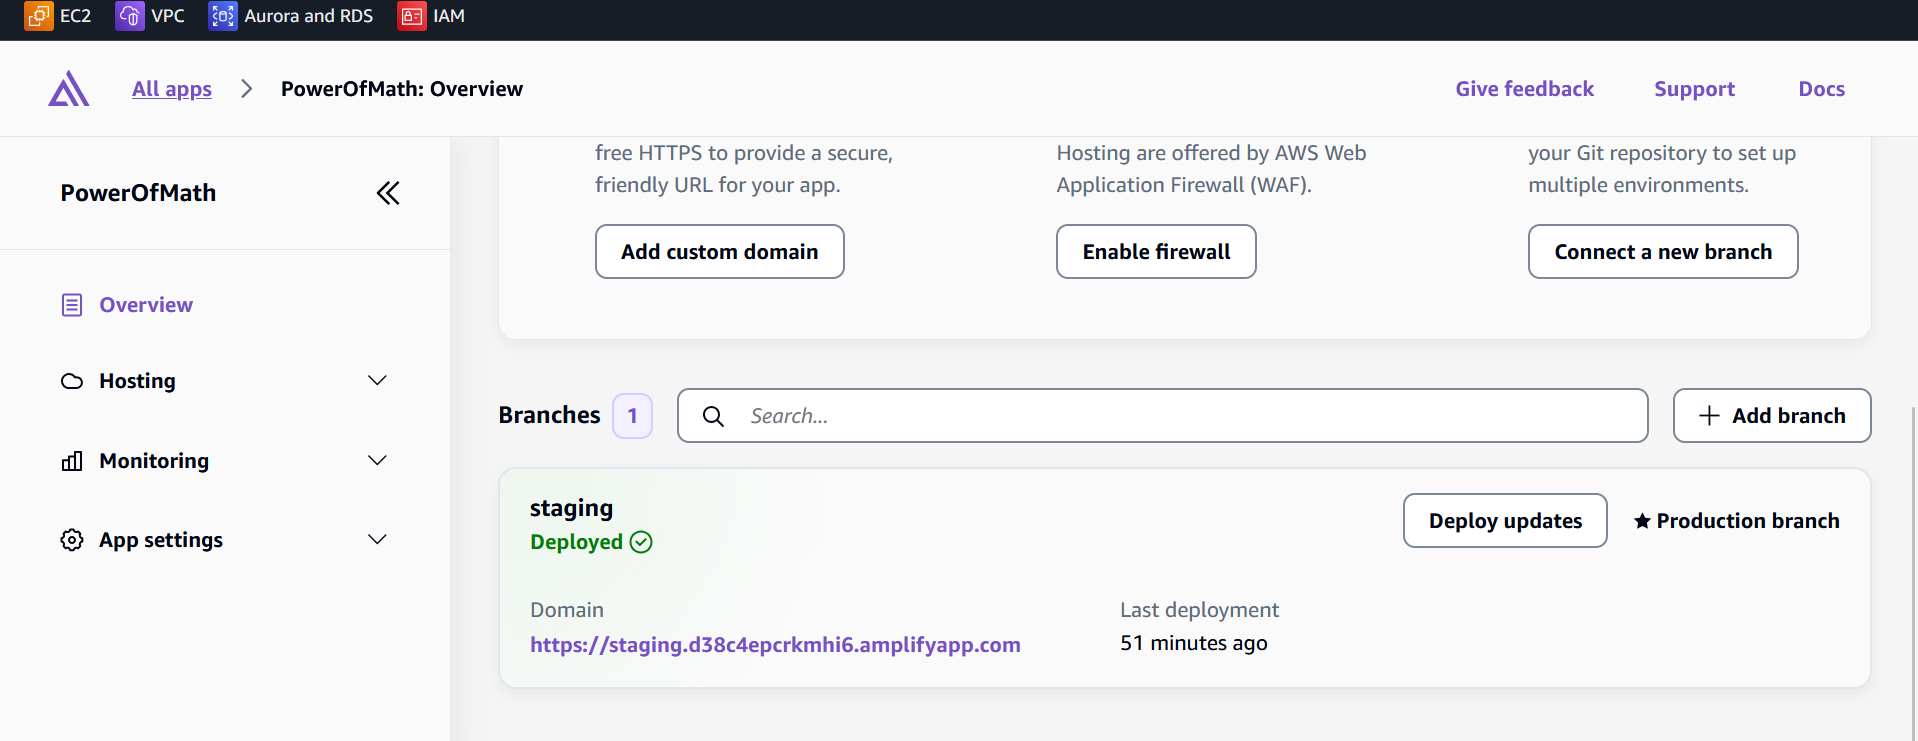 EC2 VPC Aurora and RDS IAM
All apps PowerOfMath: Overview Give feedback Support Docs
PowerOfMath
Overview
Hosting
Monitoring
App settings
free HTTPS to provide a secure,
friendly URL for your app.
Add custom domain
Hosting are offered by AWS Web
Application Firewall (WAF).
Enable firewall
your Git repository to set up
multiple environments.
Connect a new branch
Branches 1 Search... Add branch
staging
Deployed
Deploy updates Production branch
Domain
https://staging.d38c4epcrkmhi6.amplifyapp.com
Last deployment
51 minutes ago